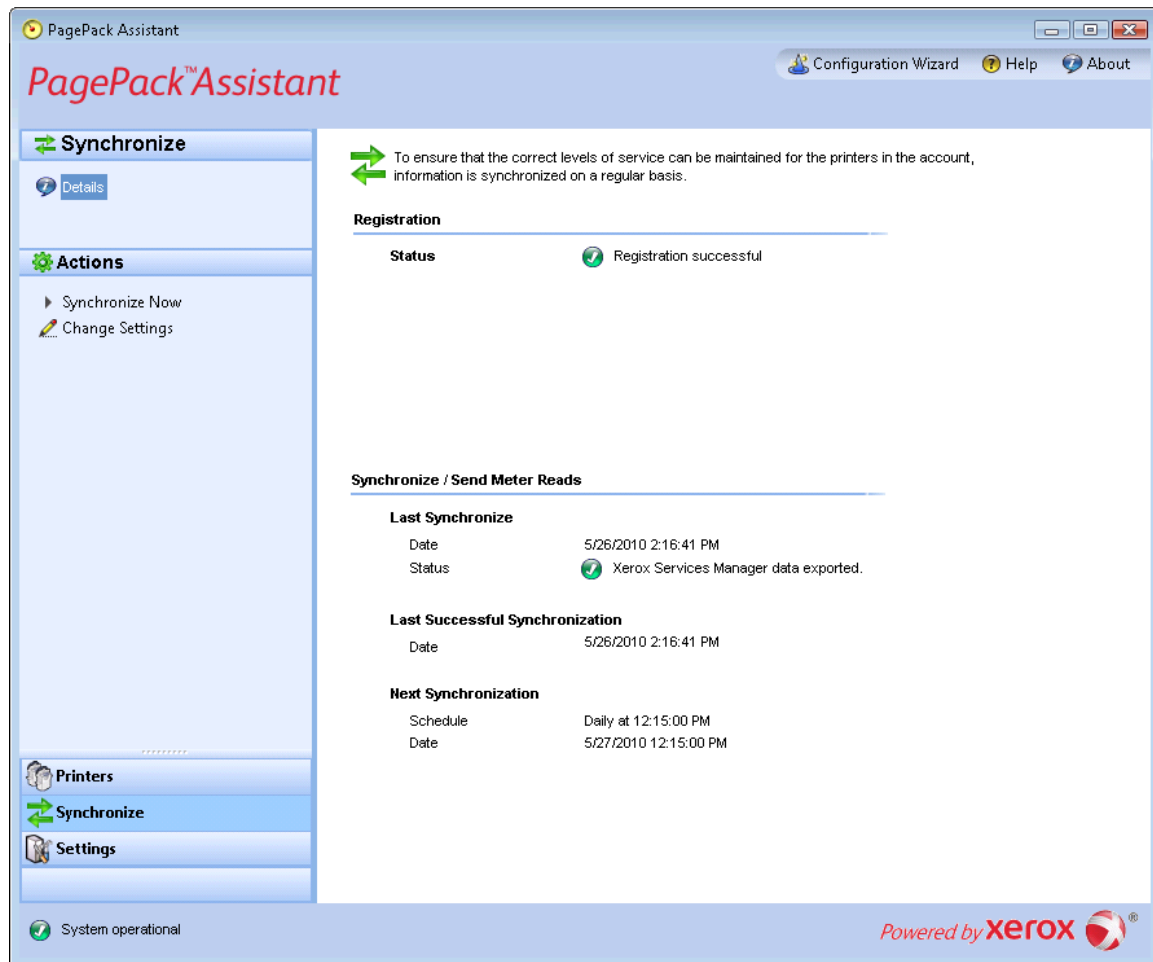 PagePack Assistant
Configuration Wizard Help About
PagePack™Assistant
Synchronize
Details
Actions
Synchronize Now
Change Settings
Printers
Synchronize
Settings
To ensure that the correct levels of service can be maintained for the printers in the account,
information is synchronized on a regular basis.
Registration
Status Registration successful
Synchronize / Send Meter Reads
Last Synchronize
Date 5/26/2010 2:16:41 PM
Status Xerox Services Manager data exported.
Last Successful Synchronization
Date 5/26/2010 2:16:41 PM
Next Synchronization
Schedule Daily at 12:15:00 PM
Date 5/27/2010 12:15:00 PM
System operational
Powered by xerox ®